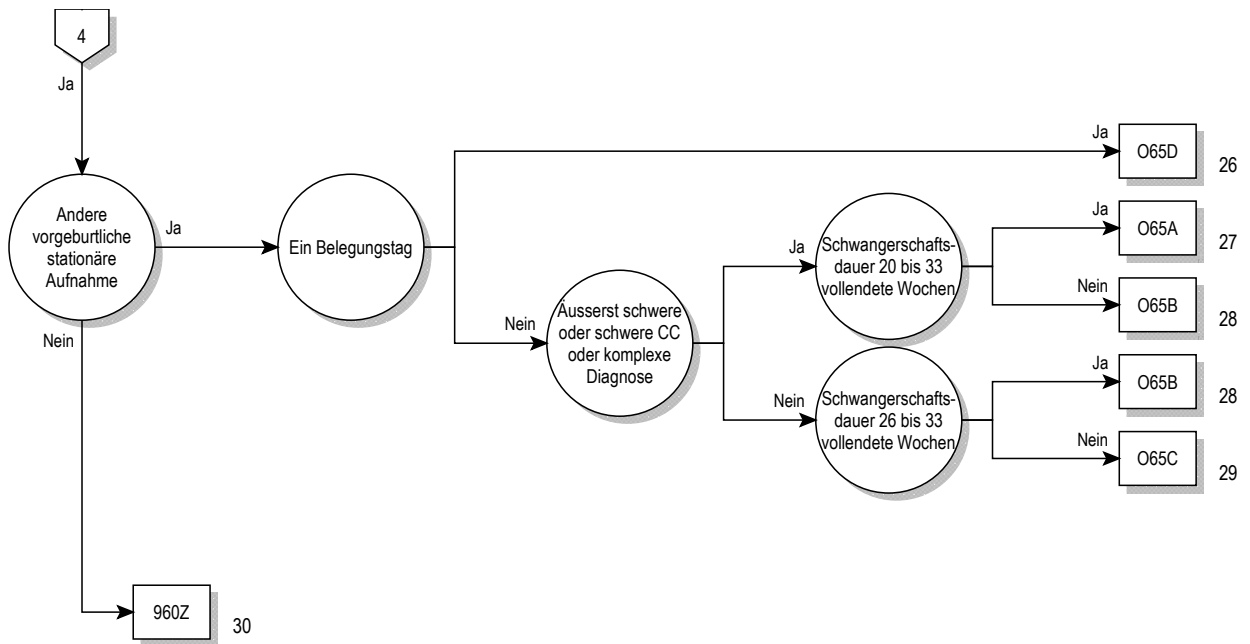 4
Ja
Andere
vorgeburtliche
stationäre
Aufnahme
Ja
Nein
Ein Belegungstag
Ja
O65D
26
Nein
Äusserst schwere
oder schwere CC
oder komplexe
Diagnose
Ja
Schwangerschafts-
dauer 20 bis 33
vollendete Wochen
Ja
O65A
27
Nein
O65B
28
Nein
Schwangerschafts-
dauer 26 bis 33
vollendete Wochen
Ja
O65B
28
Nein
O65C
29
960Z
30